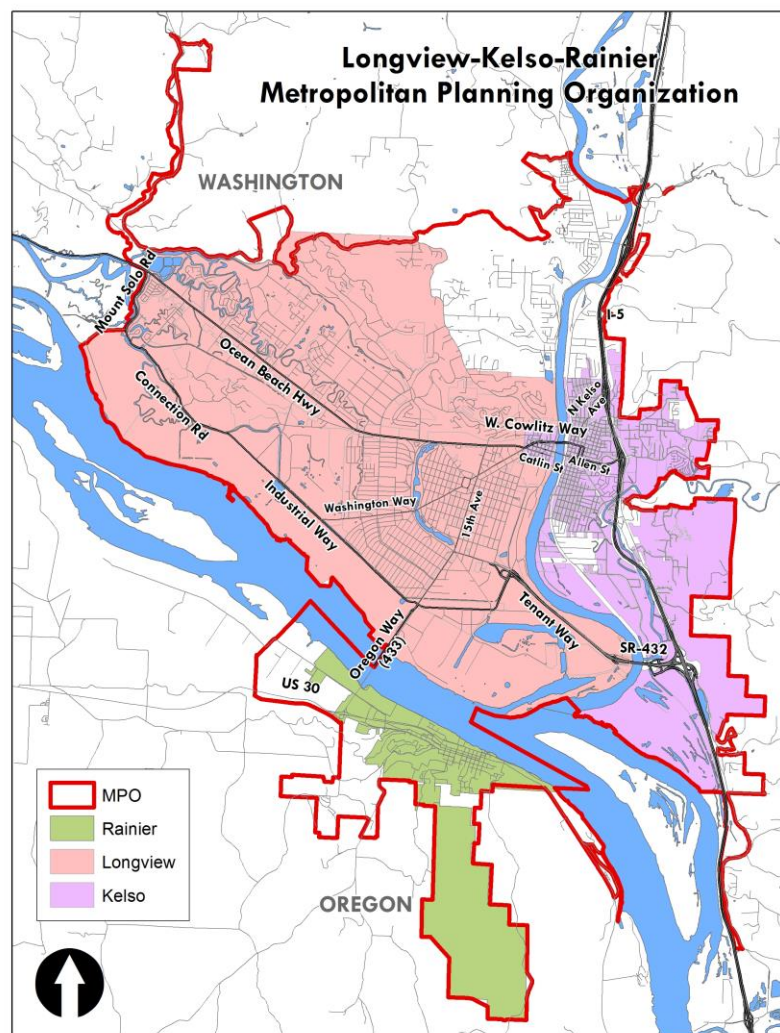 Longview-Kelso-Rainier
Metropolitan Planning Organization
WASHINGTON
Mount Solo Rd
I-5
Ocean Beach Hwy
N Kelso
Ave
Connection Rd
W. Cowlitz Way
Catlin St
Allen St
Industrial Way
Washington Way
15th Ave
Oregon Way
(433)
Tenant Way
SR-432
US 30
MPO
Rainier
Longview
Kelso
OREGON